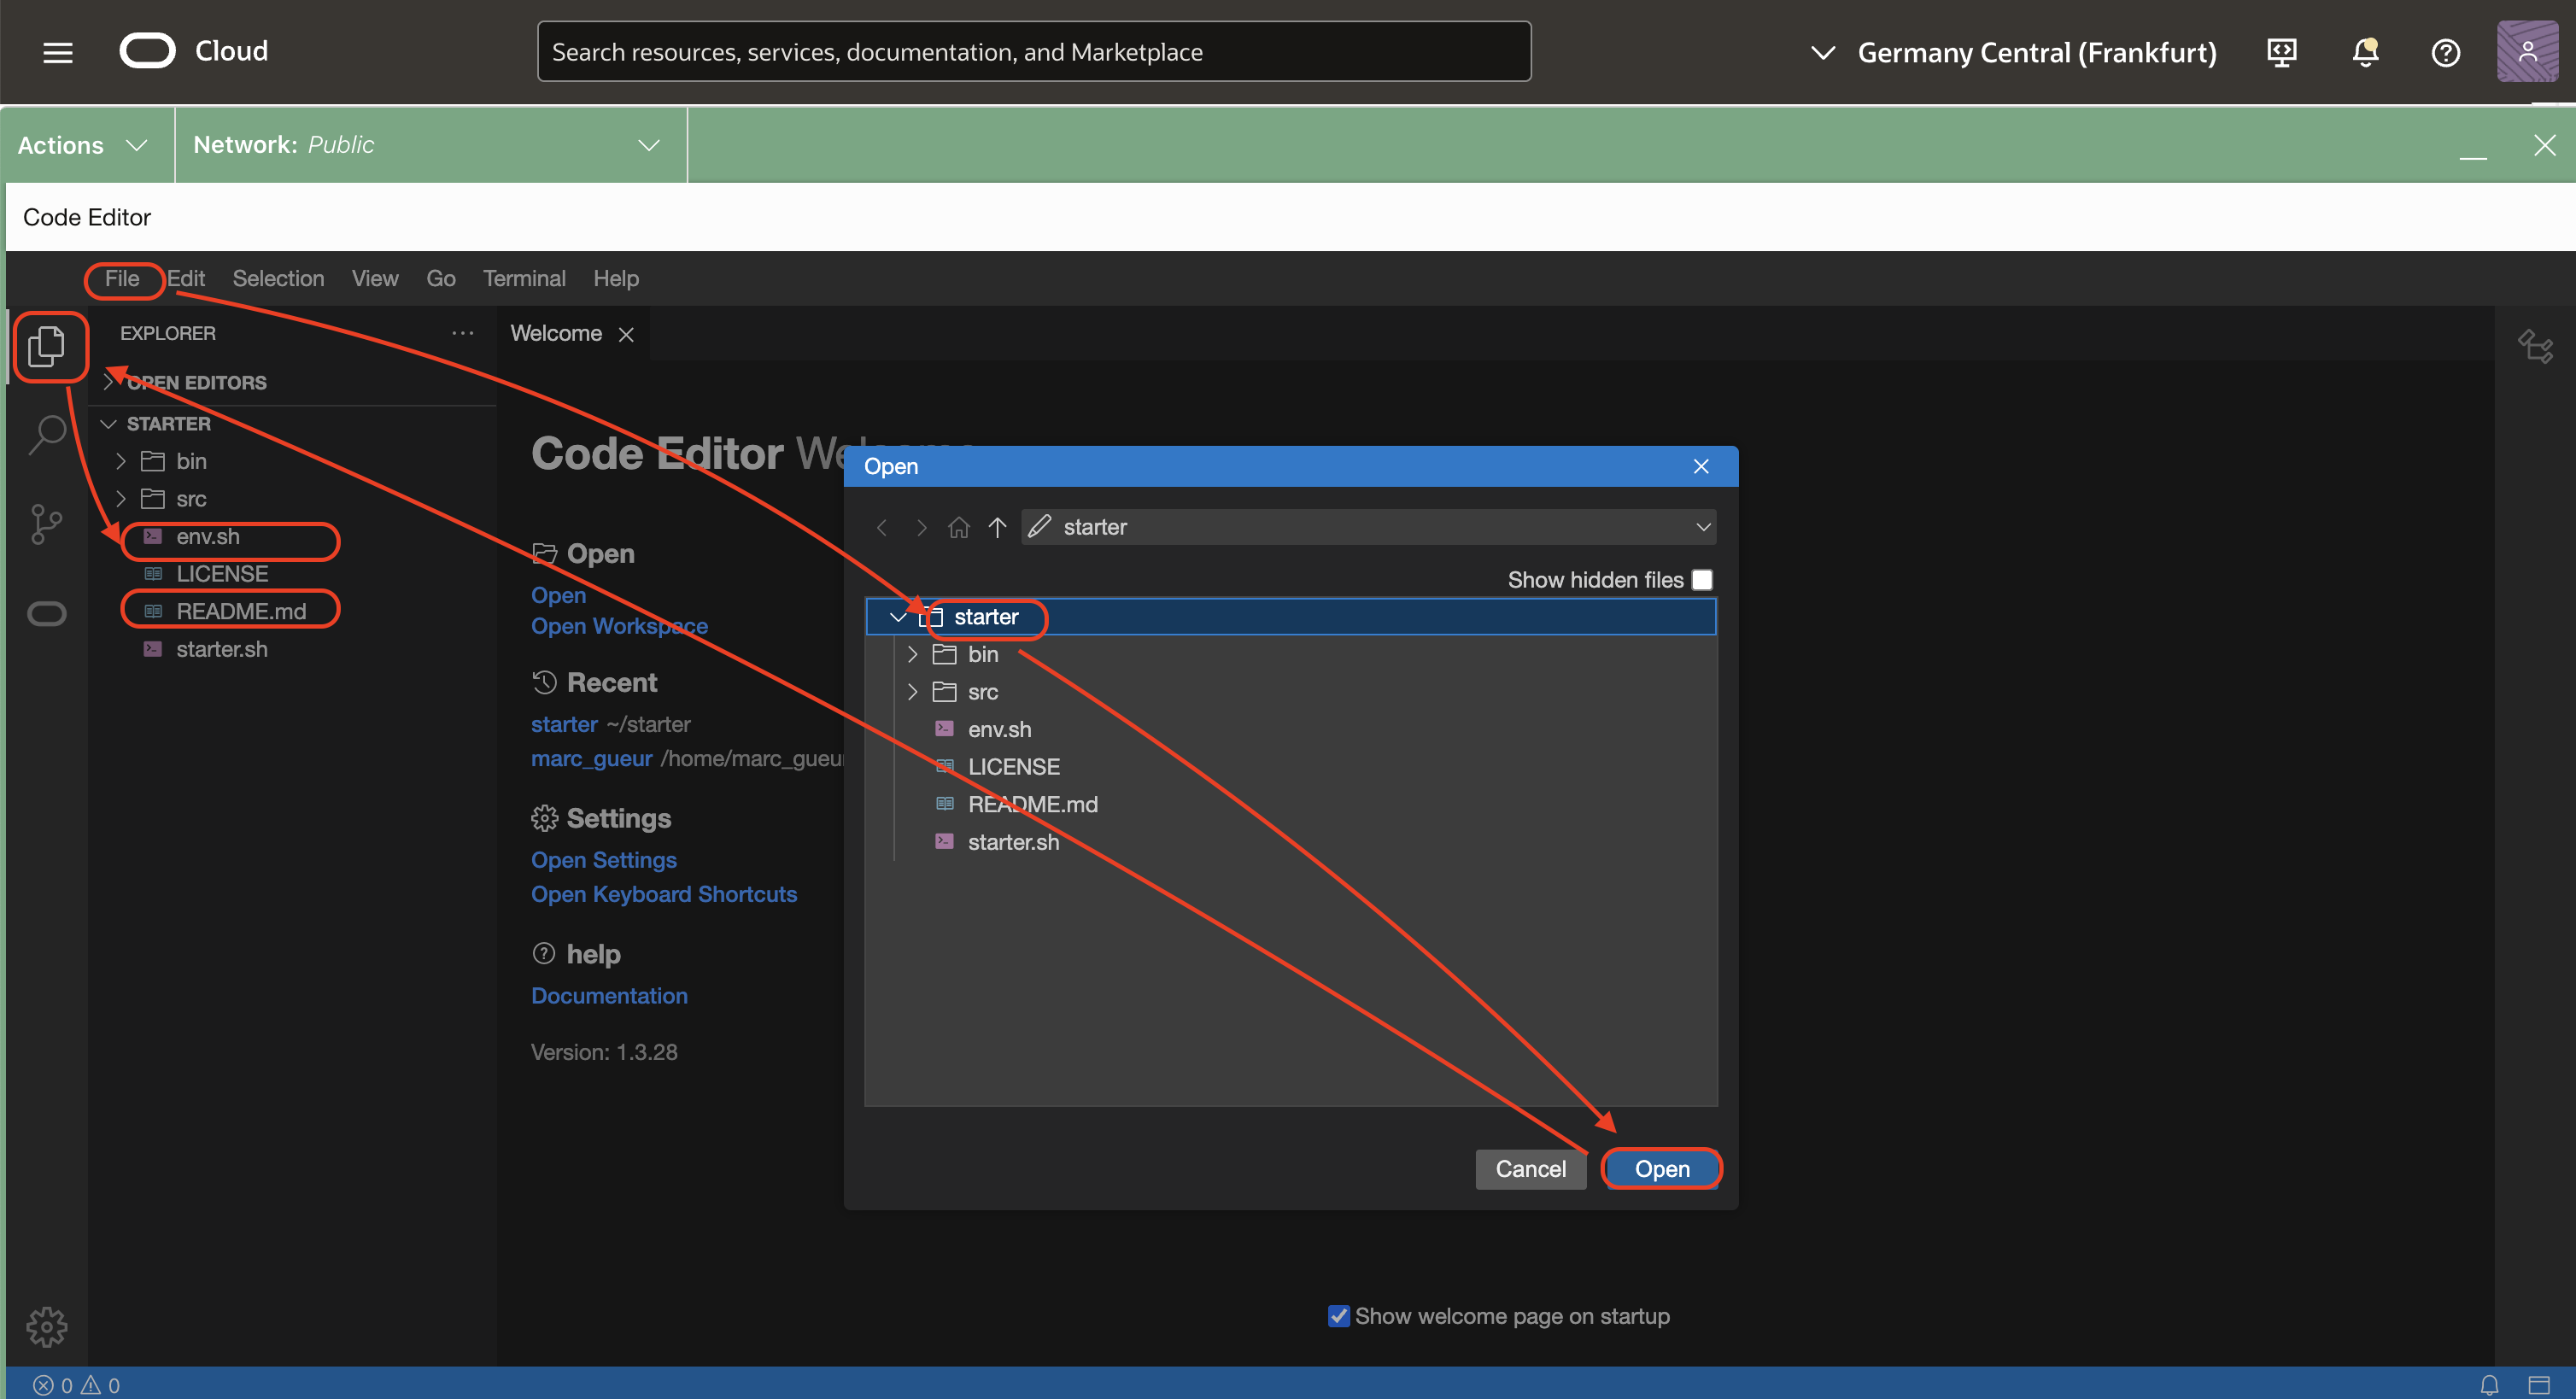 Cloud
Search resources, services, documentation, and Marketplace
Germany Central (Frankfurt)
Actions
Network: Public
Code Editor
File Edit Selection View Go Terminal Help
EXPLORER
OPEN EDITORS
STARTER
bin
src
env.sh
LICENSE
README.md
starter.sh
Welcome
Code Editor Welcome
Open
Open
Open Workspace
Recent
starter ~/starter
marc_gueur /home/marc_gueur
Settings
Open Settings
Open Keyboard Shortcuts
help
Documentation
Version: 1.3.28
Open
starter
Show hidden files
starter
bin
src
env.sh
LICENSE
README.md
starter.sh
Cancel Open
Show welcome page on startup
0 0